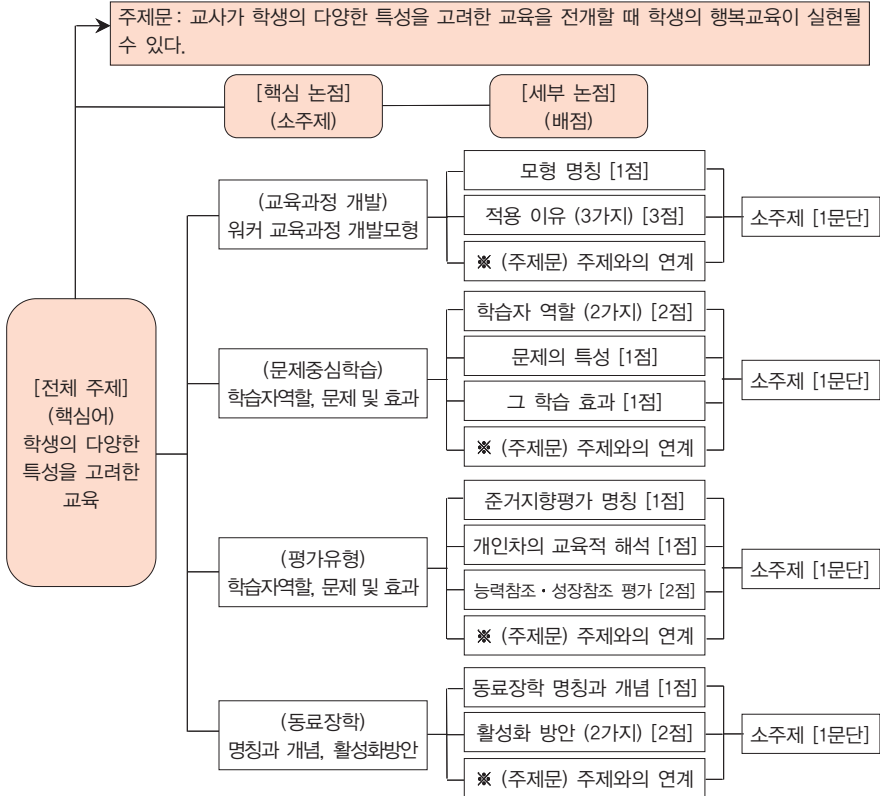 주제문: 교사가 학생의 다양한 특성을 고려한 교육을 전개할 때 학생의 행복교육이 실현될
수 있다.
[핵심 논점]
(소주제)
[세부 논점]
(배점)
[전체 주제]
(핵심어)
학생의 다양한
특성을 고려한
교육
(교육과정 개발)
워커 교육과정 개발모형
모형 명칭 [1점]
적용 이유 (3가지) [3점]
※ (주제문) 주제와의 연계
소주제 [1문단]
(문제중심학습)
학습자역할, 문제 및 효과
학습자 역할 (2가지) [2점]
문제의 특성 [1점]
그 학습 효과 [1점]
※ (주제문) 주제와의 연계
소주제 [1문단]
(평가유형)
학습자역할, 문제 및 효과
준거지향평가 명칭 [1점]
개인차의 교육적 해석 [1점]
능력참조・성장참조 평가 [2점]
※ (주제문) 주제와의 연계
소주제 [1문단]
(동료장학)
명칭과 개념, 활성화방안
동료장학 명칭과 개념 [1점]
활성화 방안 (2가지) [2점]
※ (주제문) 주제와의 연계
소주제 [1문단]